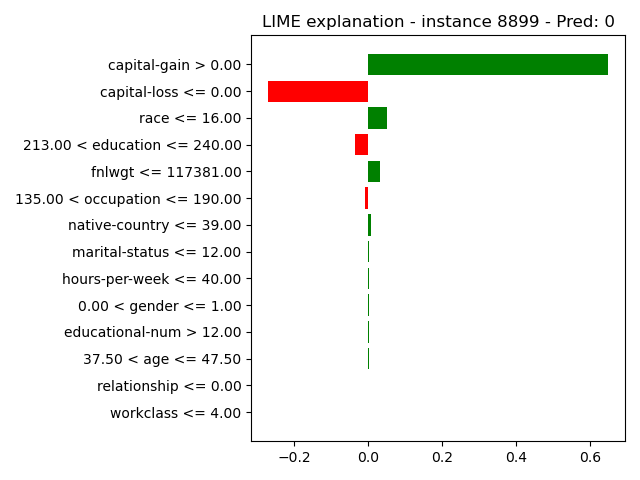 LIME explanation - instance 8899 - Pred: 0
capital-gain > 0.00
capital-loss <= 0.00
race <= 16.00
213.00 < education <= 240.00
fnlwgt <= 117381.00
135.00 < occupation <= 190.00
native-country <= 39.00
marital-status <= 12.00
hours-per-week <= 40.00
0.00 < gender <= 1.00
educational-num > 12.00
37.50 < age <= 47.50
relationship <= 0.00
workclass <= 4.00
−0.2 0.0 0.2 0.4 0.6